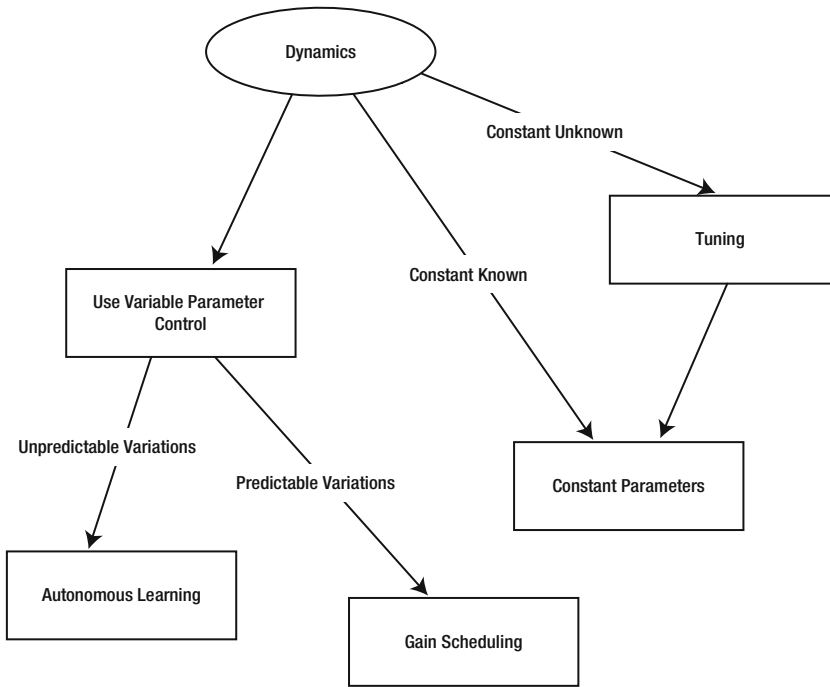 Dynamics
Constant Unknown
Tuning
Constant Known
Use Variable Parameter
Control
Unpredictable Variations
Predictable Variations
Constant Parameters
Autonomous Learning
Gain Scheduling